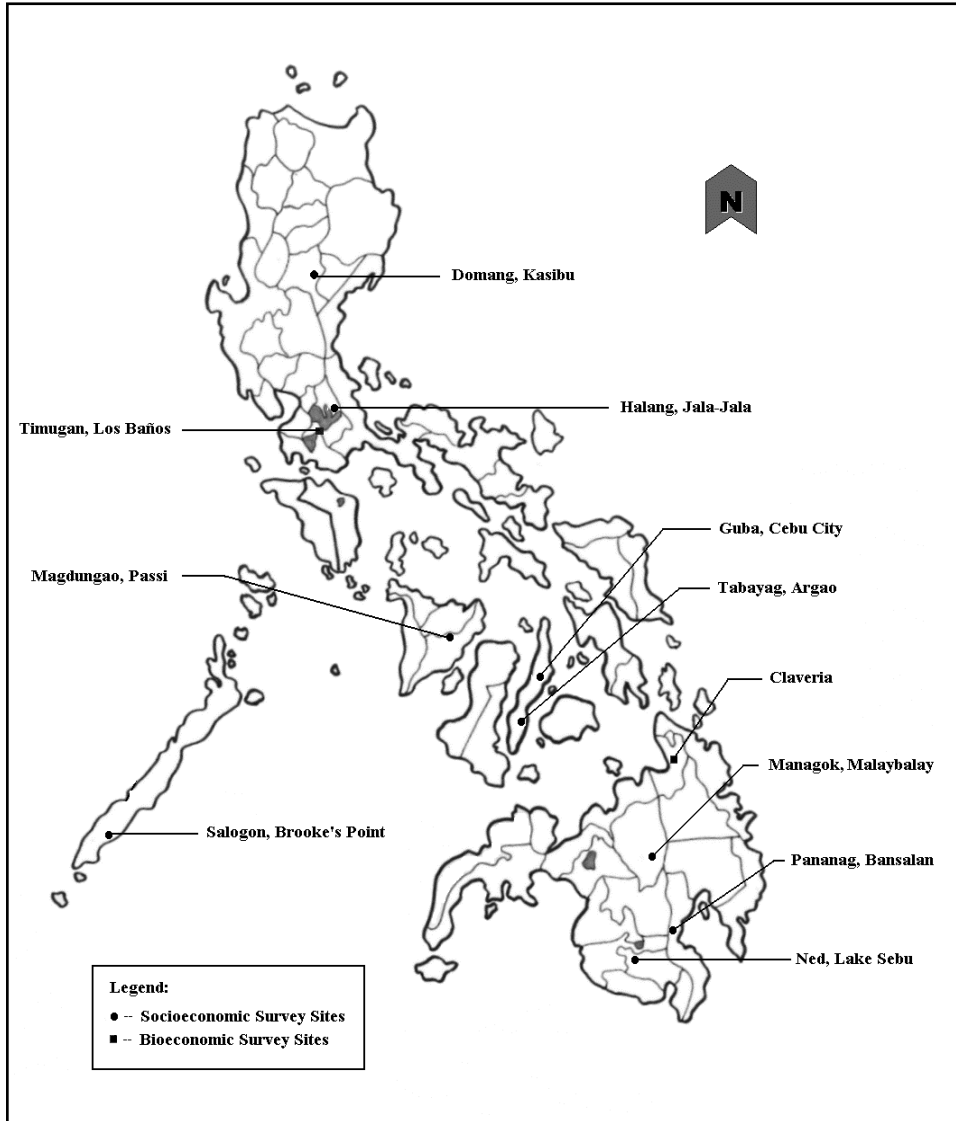 N
Domang, Kasibu
Halang, Jala-Jala
Timugan, Los Baños
Guba, Cebu City
Magdungao, Passi
Tabayag, Argao
Claveria
Managok, Malaybalay
Salogon, Brooke's Point
Pananag, Bansalan
Ned, Lake Sebu
Legend:
-- Socioeconomic Survey Sites
-- Bioeconomic Survey Sites